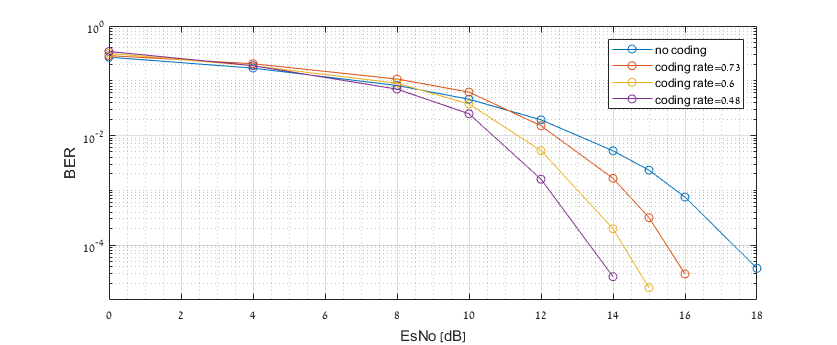 10^0
10^-2
10^-4
BER
no coding
coding rate=0.73
coding rate=0.6
coding rate=0.48
0 2 4 6 8 10 12 14 16 18
EsNo [dB]